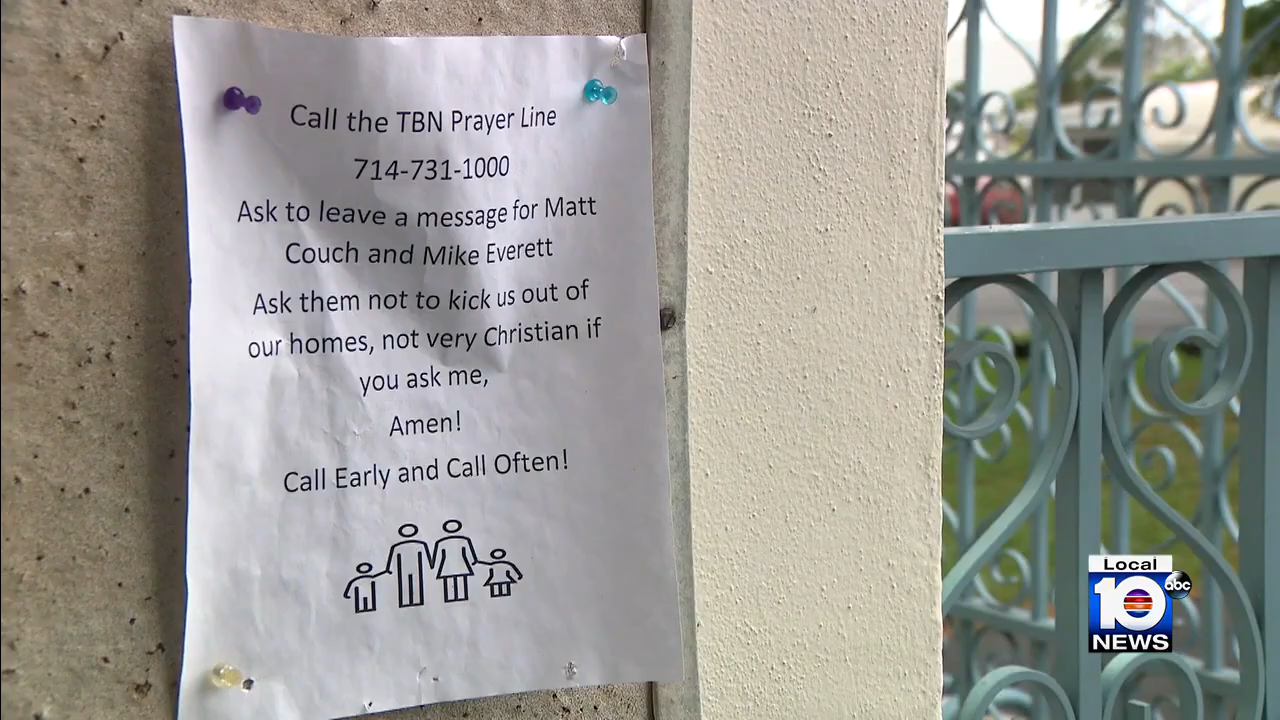 Call the TBN Prayer Line
714-731-1000
Ask to leave a message for Matt
Couch and Mike Everett
Ask them not to kick us out of
our homes, not very Christian if
you ask me,
Amen!
Call Early and Call Often!
Local
10
abc
NEWS